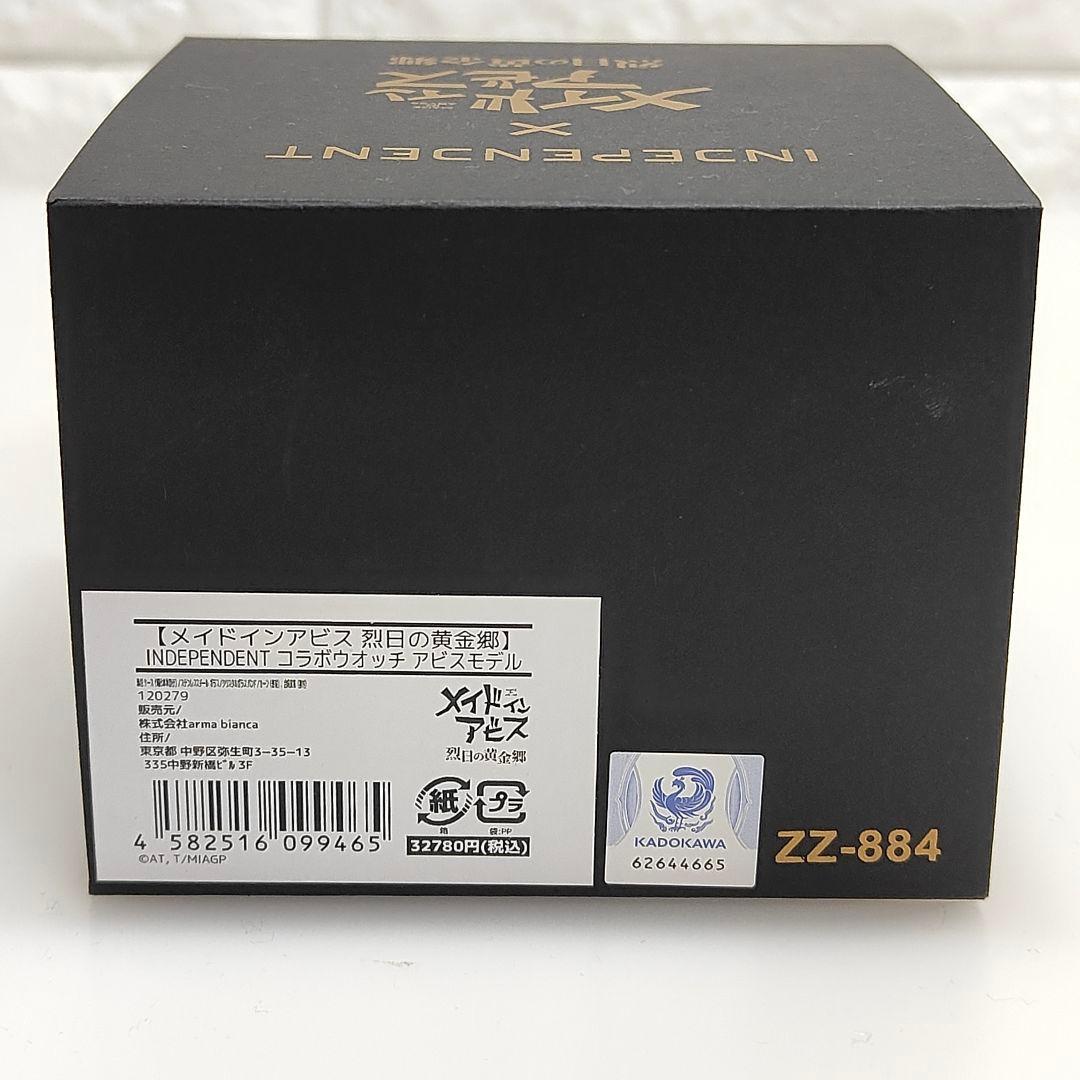 INDEPENDENT
×
メイドインアビス
烈日の黄金郷
【メイドインアビス 烈日の黄金郷】
INDEPENDENT コラボウオッチ アビスモデル
120279
販売元/
株式会社arma bianca
住所/
東京都 中野区弥生町3-35-13
335中野新橋ﾋﾞﾙ 3F
メイドインアビス
烈日の黄金郷
紙 プラ
箱 袋:PP
4 582516 099465
32780円(税込)
©AT, T/MIAGP
KADOKAWA
62644665
ZZ-884